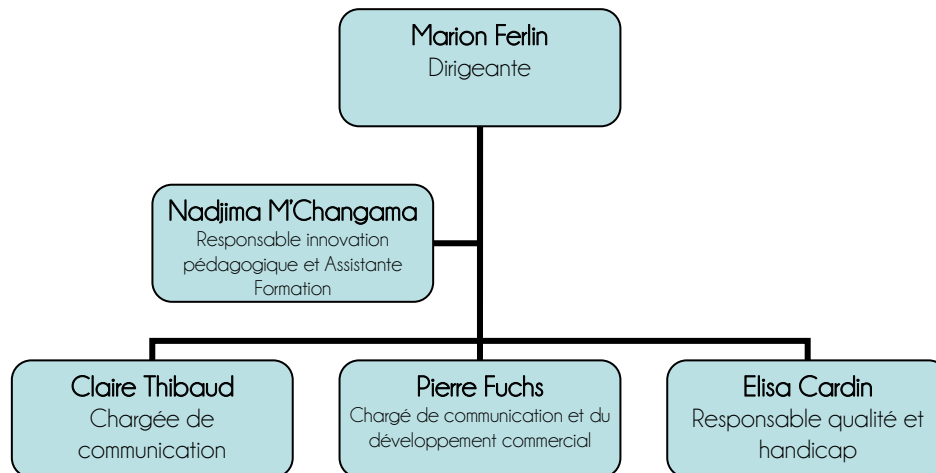 Marion Ferlin
Dirigeante
Nadjima M'Changama
Responsable innovation
pédagogique et Assistante
Formation
Claire Thibaud
Chargée de
communication
Pierre Fuchs
Chargé de communication et du
développement commercial
Elisa Cardin
Responsable qualité et
handicap